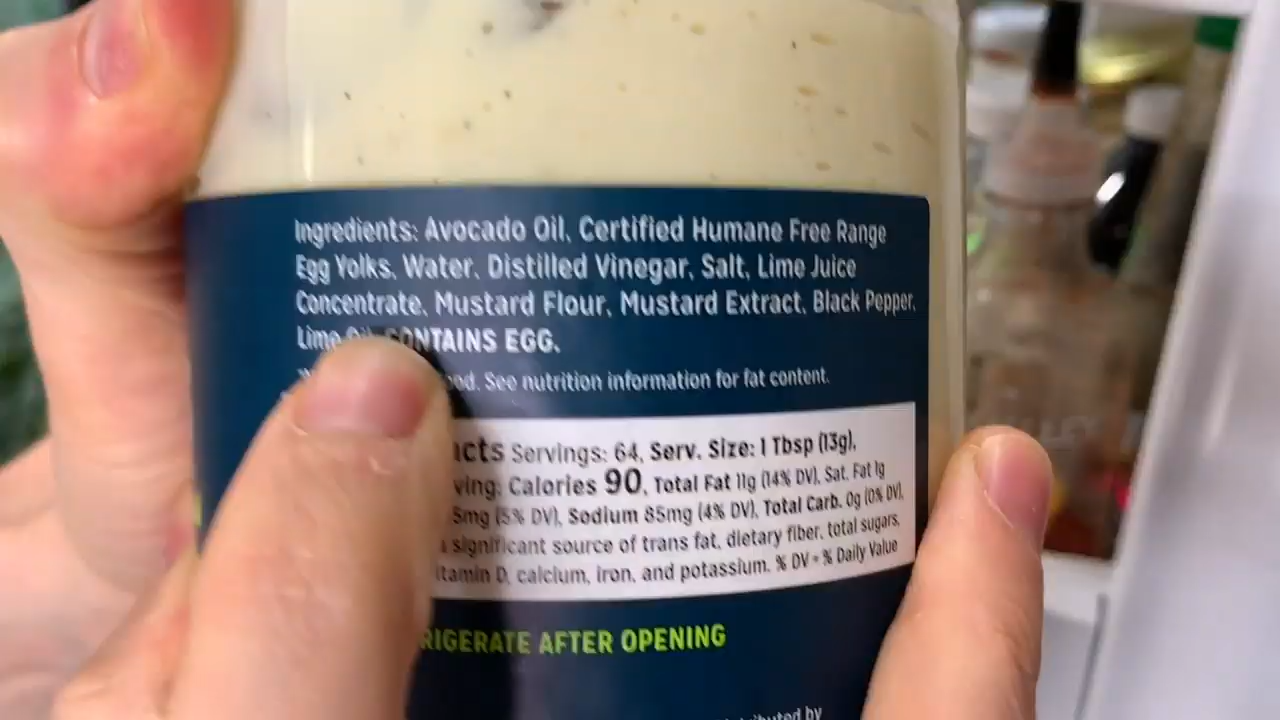 Ingredients: Avocado Oil, Certified Humane Free Range
Egg Yolks, Water, Distilled Vinegar, Salt, Lime Juice
Concentrate, Mustard Flour, Mustard Extract, Black Pepper,
Lime Oil. CONTAINS EGG.
See nutrition information for fat content.
Servings: 64, Serv. Size: 1 Tbsp (13g),
Calories 90, Total Fat 11g (14% DV), Sat. Fat 1g
5mg (5% DV), Sodium 85mg (4% DV), Total Carb. 0g (0% DV),
significant source of trans fat, dietary fiber, total sugars,
D, calcium, iron, and potassium. % DV = % Daily Value
AFTER OPENING
by